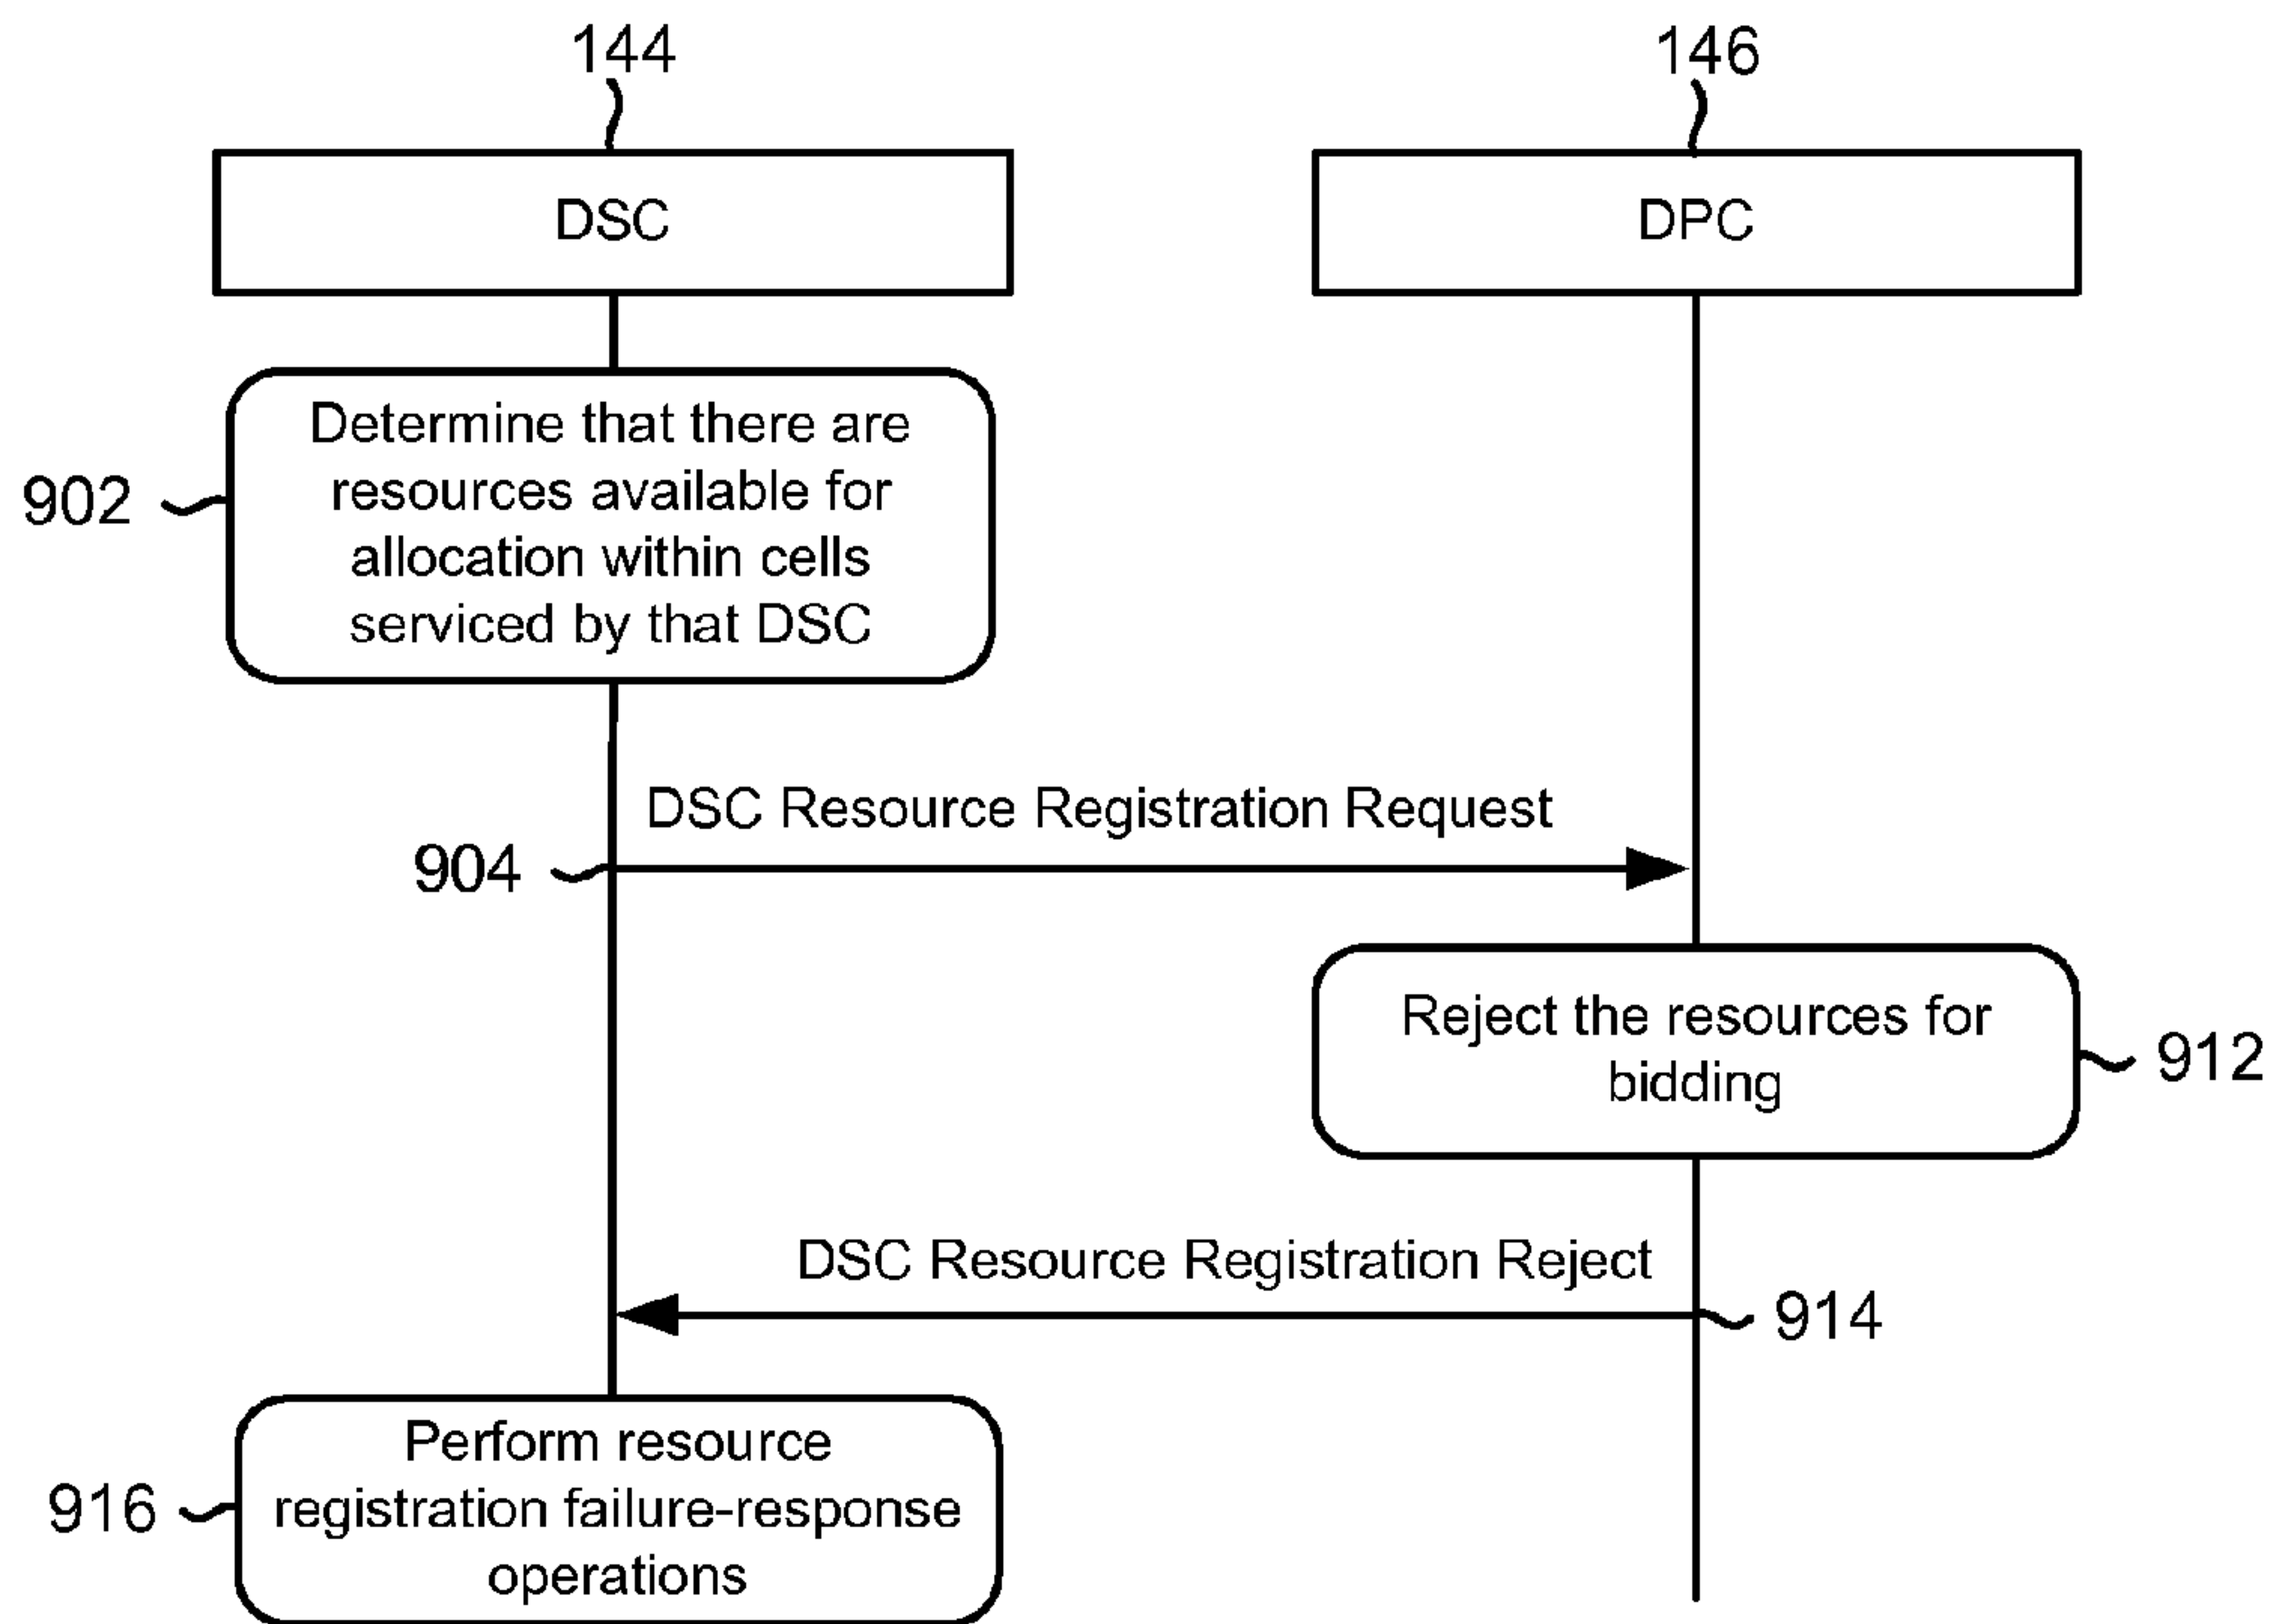 144
146
DSC
DPC
902
Determine that there are
resources available for
allocation within cells
serviced by that DSC
DSC Resource Registration Request
904
Reject the resources for
bidding
912
DSC Resource Registration Reject
914
916
Perform resource
registration failure-response
operations